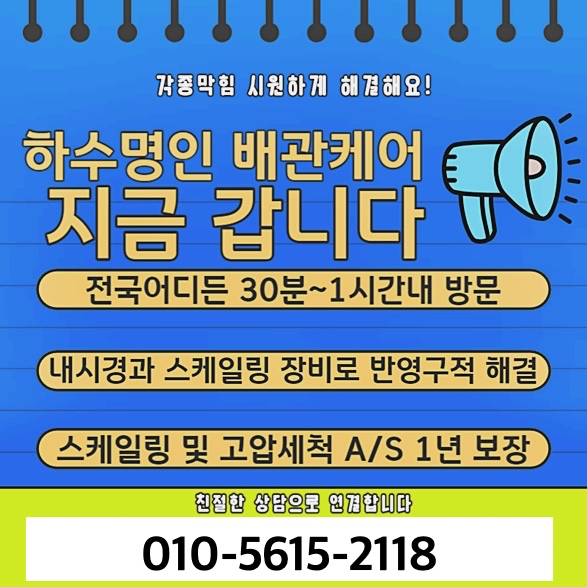 각종막힘 시원하게 해결해요!
하수명인 배관케어
지금 갑니다
전국어디든 30분~1시간내 방문
내시경과 스케일링 장비로 반영구적 해결
스케일링 및 고압세척 A/S 1년 보장
친절한 상담으로 연결합니다
010-5615-2118